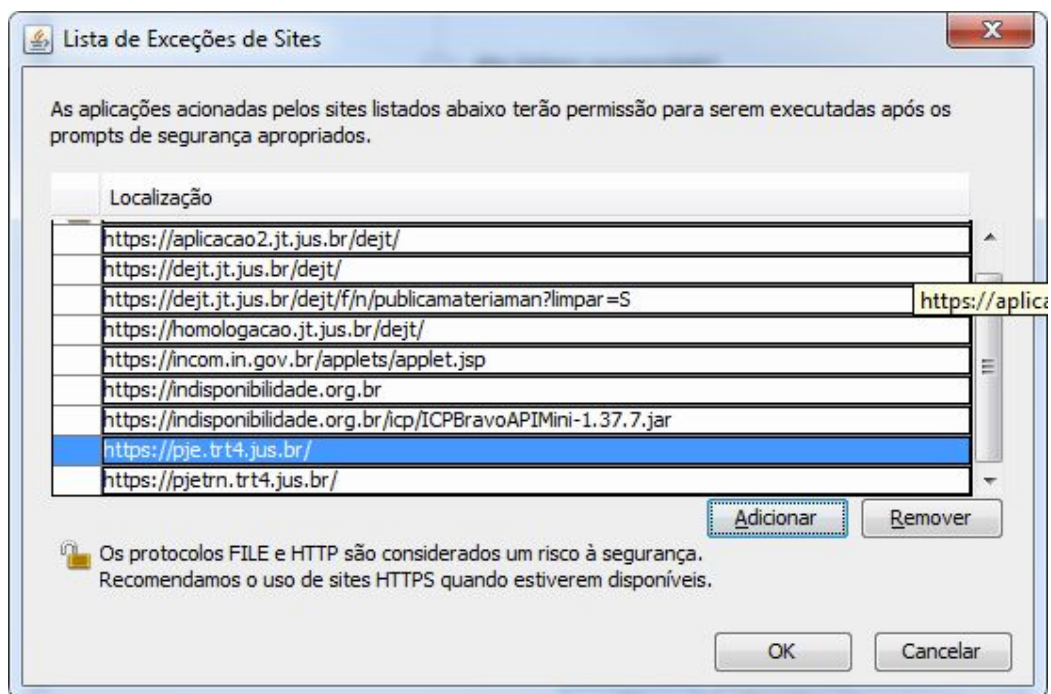 Lista de Exceções de Sites
As aplicações acionadas pelos sites listados abaixo terão permissão para serem executadas após os
prompts de segurança apropriados.
Localização
https://aplicacao2.jt.jus.br/dejt/
https://dejt.jt.jus.br/dejt/
https://dejt.jt.jus.br/dejt/f/n/publicamateriaman?limpar=S
https://aplica
https://homologacao.jt.jus.br/dejt/
https://incom.in.gov.br/applets/applet.jsp
https://indisponibilidade.org.br
https://indisponibilidade.org.br/icp/ICPBravoAPIMini-1.37.7.jar
https://pje.trt4.jus.br/
https://pjetrn.trt4.jus.br/
Adicionar Remover
Os protocolos FILE e HTTP são considerados um risco à segurança.
Recomendamos o uso de sites HTTPS quando estiverem disponíveis.
OK Cancelar